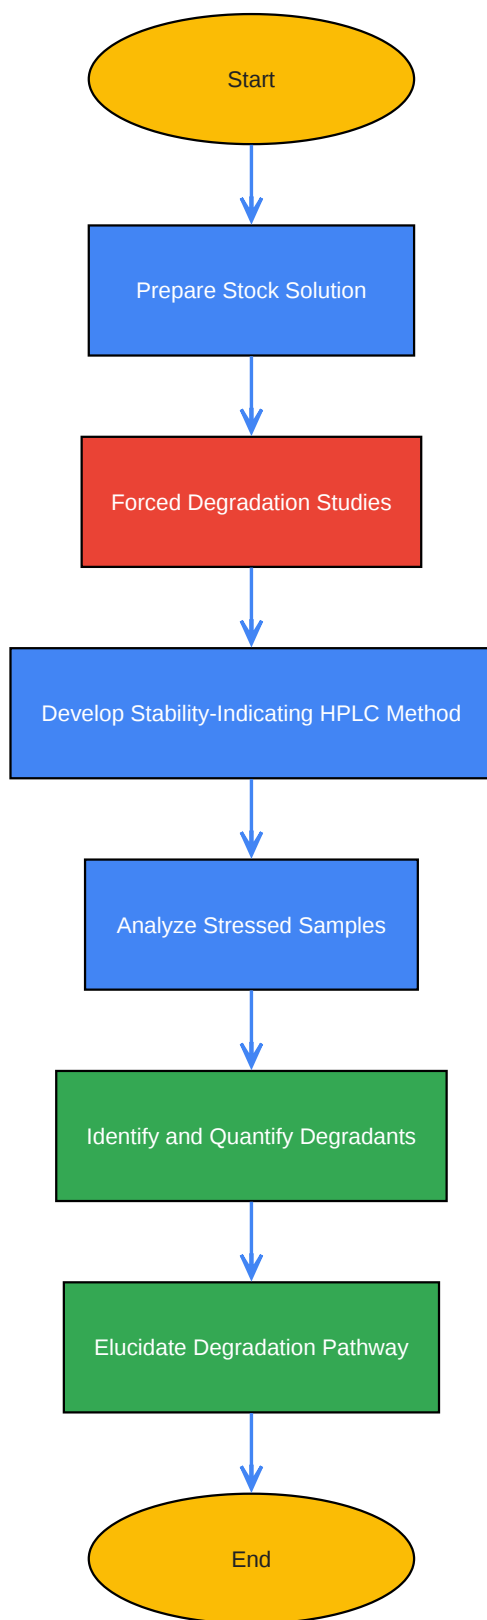 Start
Prepare Stock Solution
Forced Degradation Studies
Develop Stability-Indicating HPLC Method
Analyze Stressed Samples
Identify and Quantify Degradants
Elucidate Degradation Pathway
End